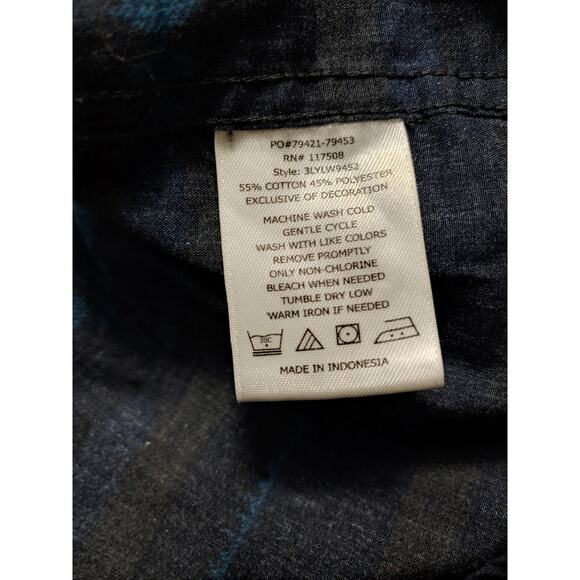 PO#79421-79453
RN# 117508
Style: 3LYLW9452
55% COTTON 45% POLYESTER
EXCLUSIVE OF DECORATION
MACHINE WASH COLD
GENTLE CYCLE
WASH WITH LIKE COLORS
REMOVE PROMPTLY
ONLY NON-CHLORINE
BLEACH WHEN NEEDED
TUMBLE DRY LOW
WARM IRON IF NEEDED
30C
MADE IN INDONESIA